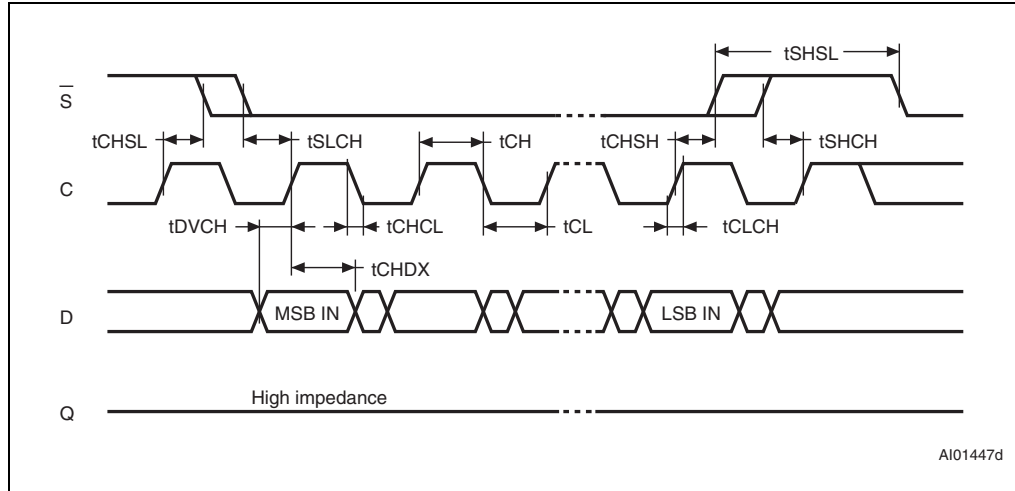 tSHSL
S
tCHSL tSLCH tCH tCHSH tSHCH
C
tDVCH tCHCL tCL tCLCH
tCHDX
D MSB IN LSB IN
High impedance
Q
AI01447d